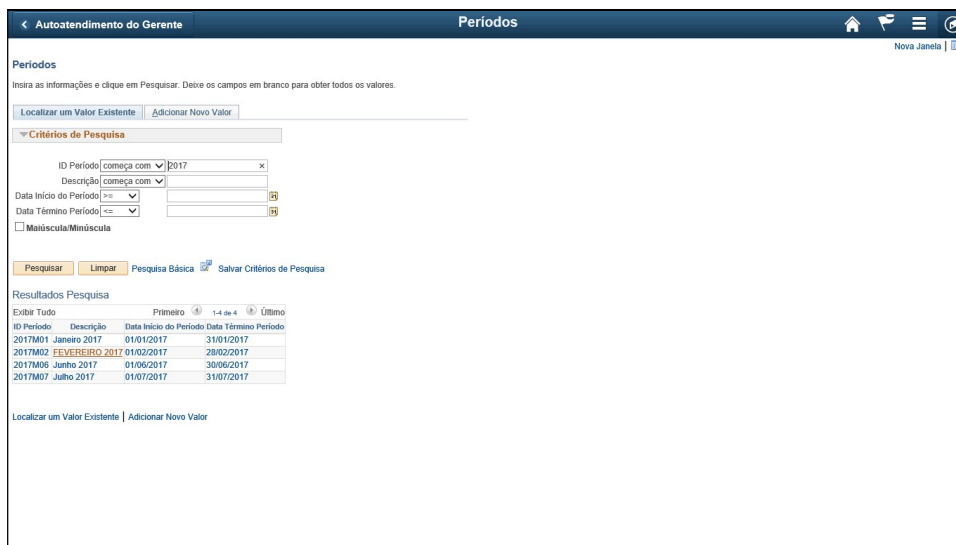 Autoatendimento do Gerente
Períodos
Nova Janela |
Períodos
Insira as informações e clique em Pesquisar. Deixe os campos em branco para obter todos os valores.
Localizar um Valor Existente Adicionar Novo Valor
Critérios de Pesquisa
ID Período começa com 2017 ×
Descrição começa com
Data Início do Período >=
Data Término Período <=
Maiúscula/Minúscula
Pesquisar Limpar Pesquisa Básica Salvar Critérios de Pesquisa
Resultados Pesquisa
Exibir Tudo Primeiro 1-4 de 4 Último
ID Período Descrição Data Início do Período Data Término Período
2017M01 Janeiro 2017 01/01/2017 31/01/2017
2017M02 FEVEREIRO 2017 01/02/2017 28/02/2017
2017M06 Junho 2017 01/06/2017 30/06/2017
2017M07 Julho 2017 01/07/2017 31/07/2017
Localizar um Valor Existente | Adicionar Novo Valor